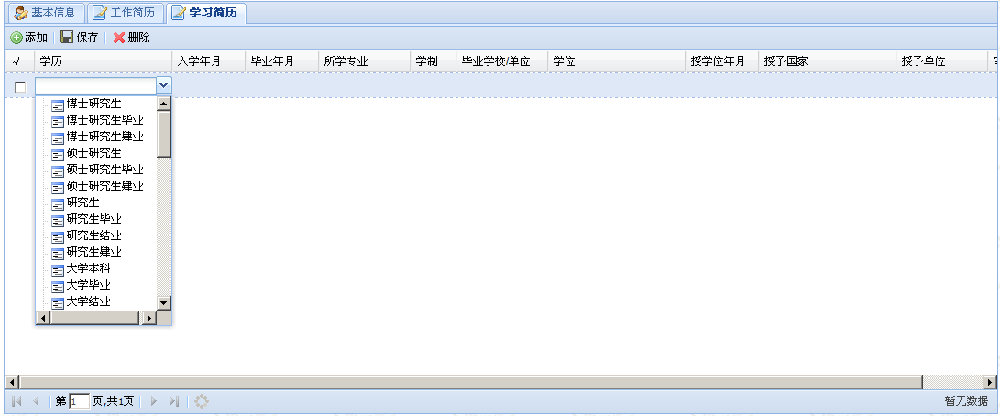 基本信息 工作简历 学习简历
添加 保存 删除
√ 学历 入学年月 毕业年月 所学专业 学制 毕业学校/单位 学位 授学位年月 授予国家 授予单位
博士研究生
博士研究生毕业
博士研究生肄业
硕士研究生
硕士研究生毕业
硕士研究生肄业
研究生
研究生毕业
研究生结业
研究生肄业
大学本科
大学毕业
大学结业
第 1 页,共1页 暂无数据